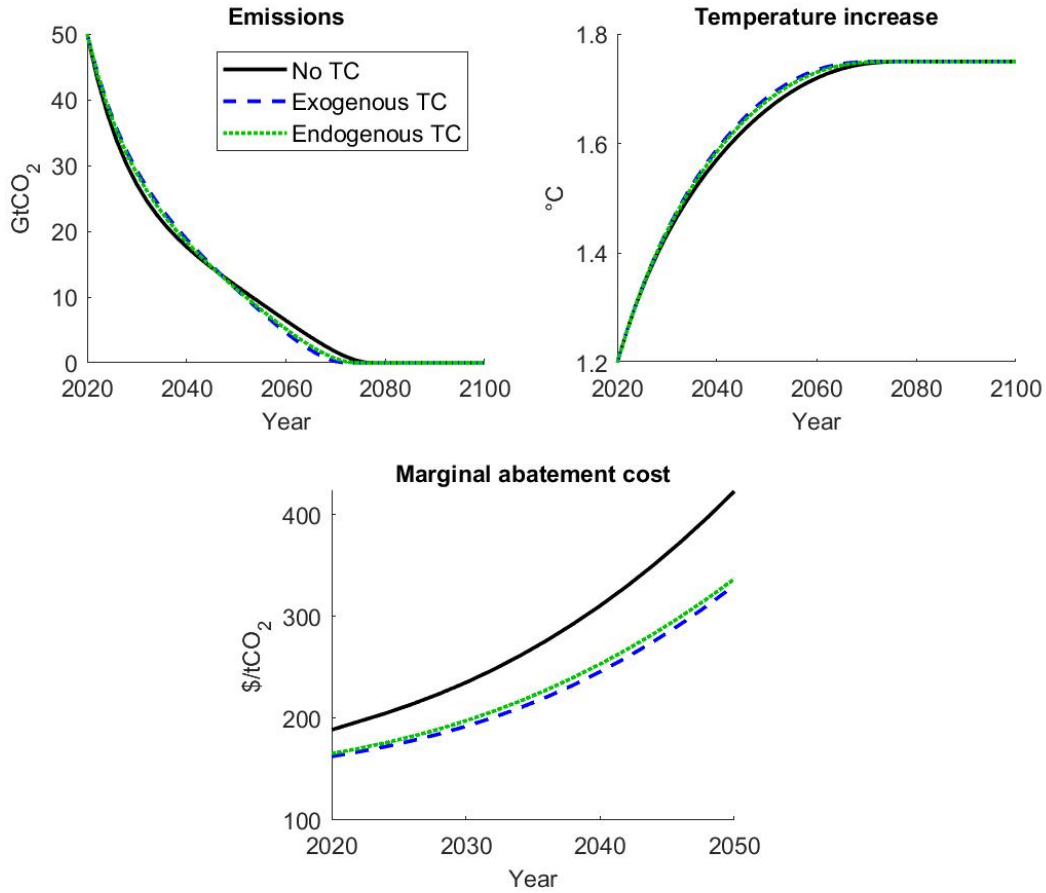 Emissions
50
40
30
20
10
0
GtCO2
2020 2040 2060 2080 2100
Year
No TC
Exogenous TC
Endogenous TC
Temperature increase
1.8
1.6
1.4
1.2
°C
2020 2040 2060 2080 2100
Year
Marginal abatement cost
400
300
200
100
$/tCO2
2020 2030 2040 2050
Year